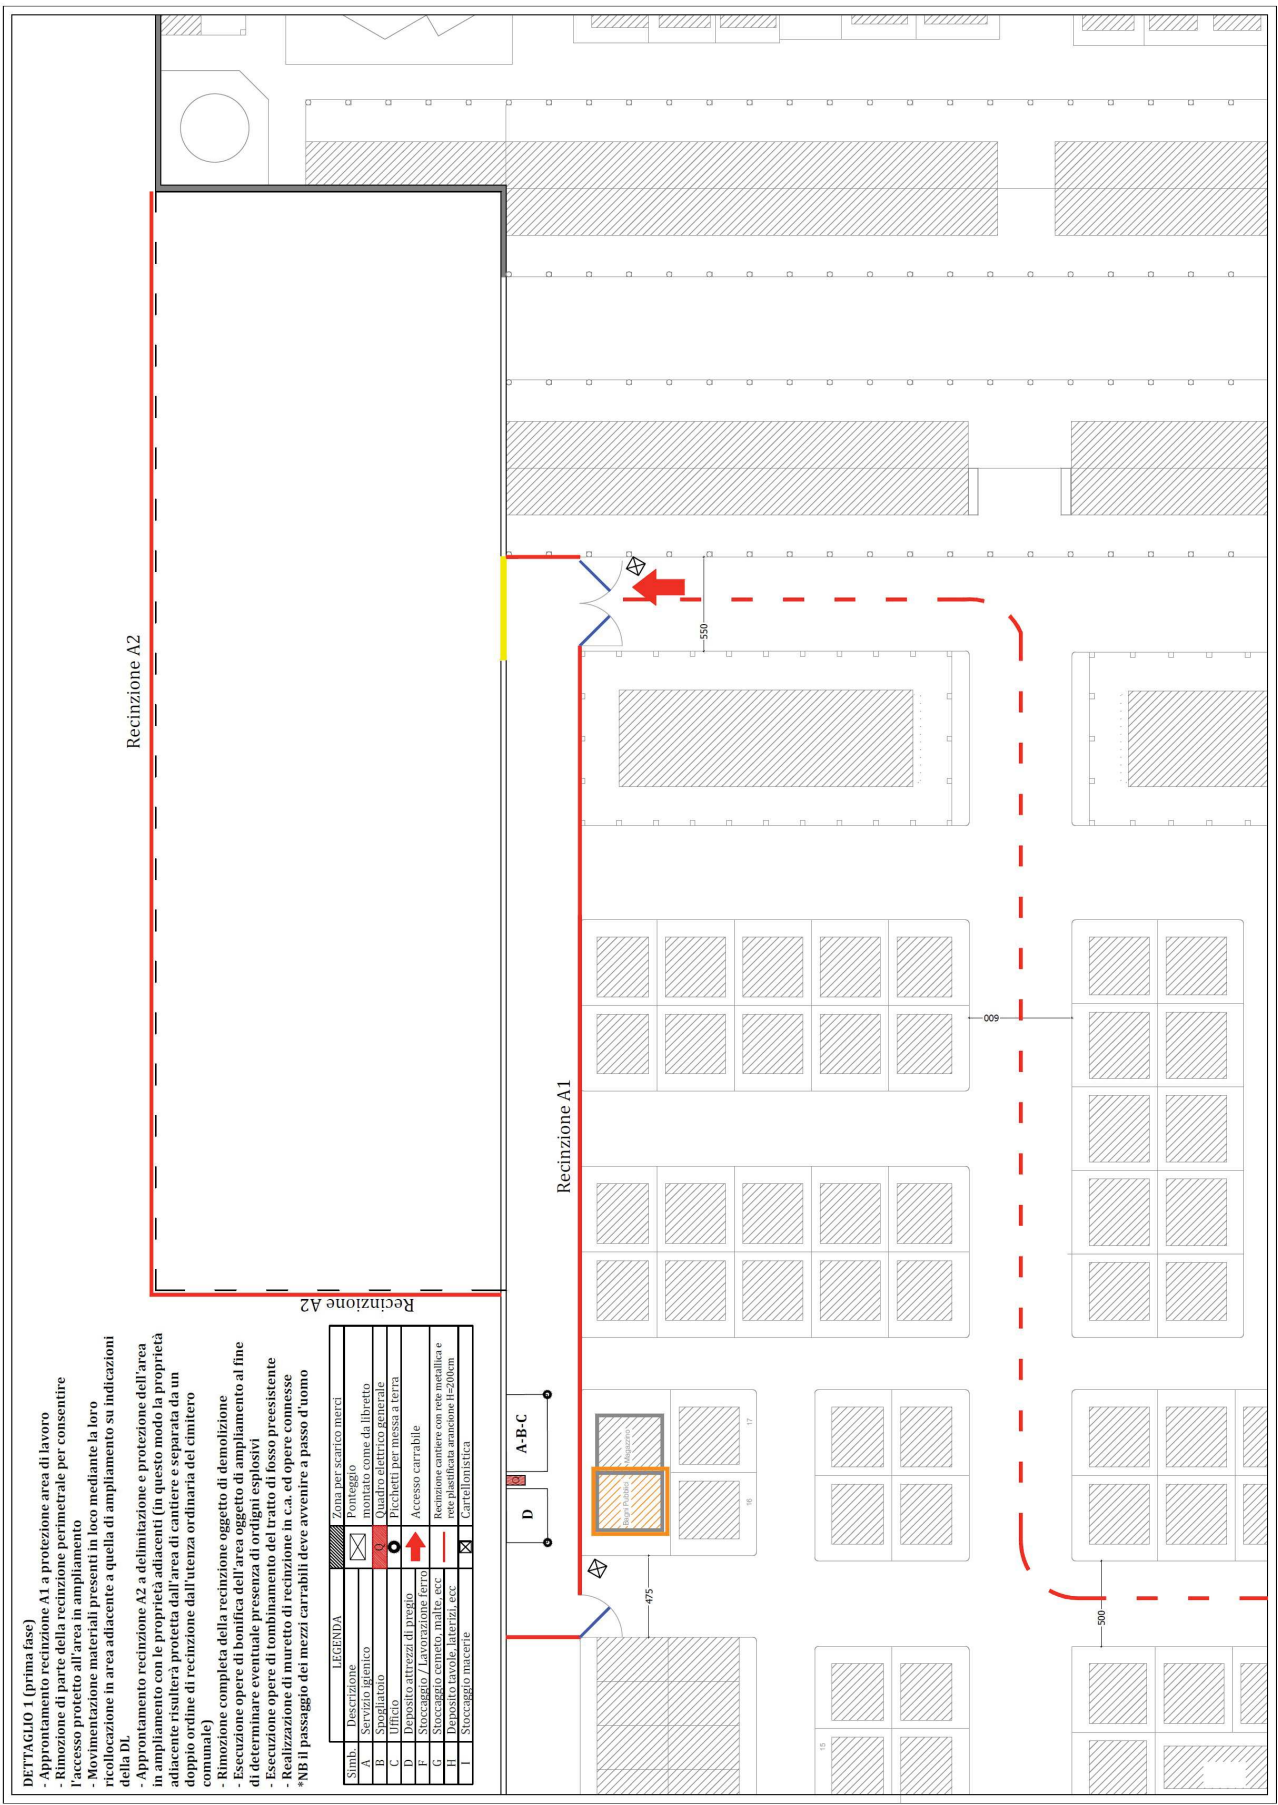 DETTAGLIO 1 (prima fase)
- Approntamento recinzione A1 a protezione area di lavoro
- Rimozione di parte della recinzione perimetrale per consentire
l'accesso protetto all'area in ampliamento
- Movimentazione materiali presenti in loco mediante la loro
ricollocazione in area adiacente a quella di ampliamento su indicazioni
della DL
- Approntamento recinzione A2 a delimitazione e protezione dell'area
in ampliamento con le proprietà adiacenti (in questo modo la proprietà
adiacente risulterà protetta dall'area di cantiere e separata da un
doppio ordine di recinzione dall'utenza ordinaria del cimitero
comunale)
- Rimozione completa della recinzione oggetto di demolizione
- Esecuzione opere di bonifica dell'area oggetto di ampliamento al fine
di determinare eventuale presenza di ordigni esplosivi
- Esecuzione opere di tombinamento del tratto di fosso preesistente
- Realizzazione di muretto di recinzione in c.a. ed opere connesse
*NB il passaggio dei mezzi carrabili deve avvenire a passo d'uomo
LEGENDA
Simb. Descrizione
A Servizio igienico
B Spogliatoio
C Ufficio
D Deposito attrezzi di pregio
F Stoccaggio / Lavorazione ferro
G Stoccaggio cemeto, malte, ecc
H Deposito tavole, laterizi, ecc
I Stoccaggio macerie
Zona per scarico merci
Ponteggio
montato come da libretto
Q Quadro elettrico generale
Picchetti per messa a terra
Accesso carrabile
Recinzione cantiere con rete metallica e
rete plastificata arancione H=200cm
Cartellonistica
Recinzione A2
Recinzione A2
Recinzione A1
D
Q
A-B-C
Bagni Pubblici
Magazzino
16
17
15
475
500
600
550